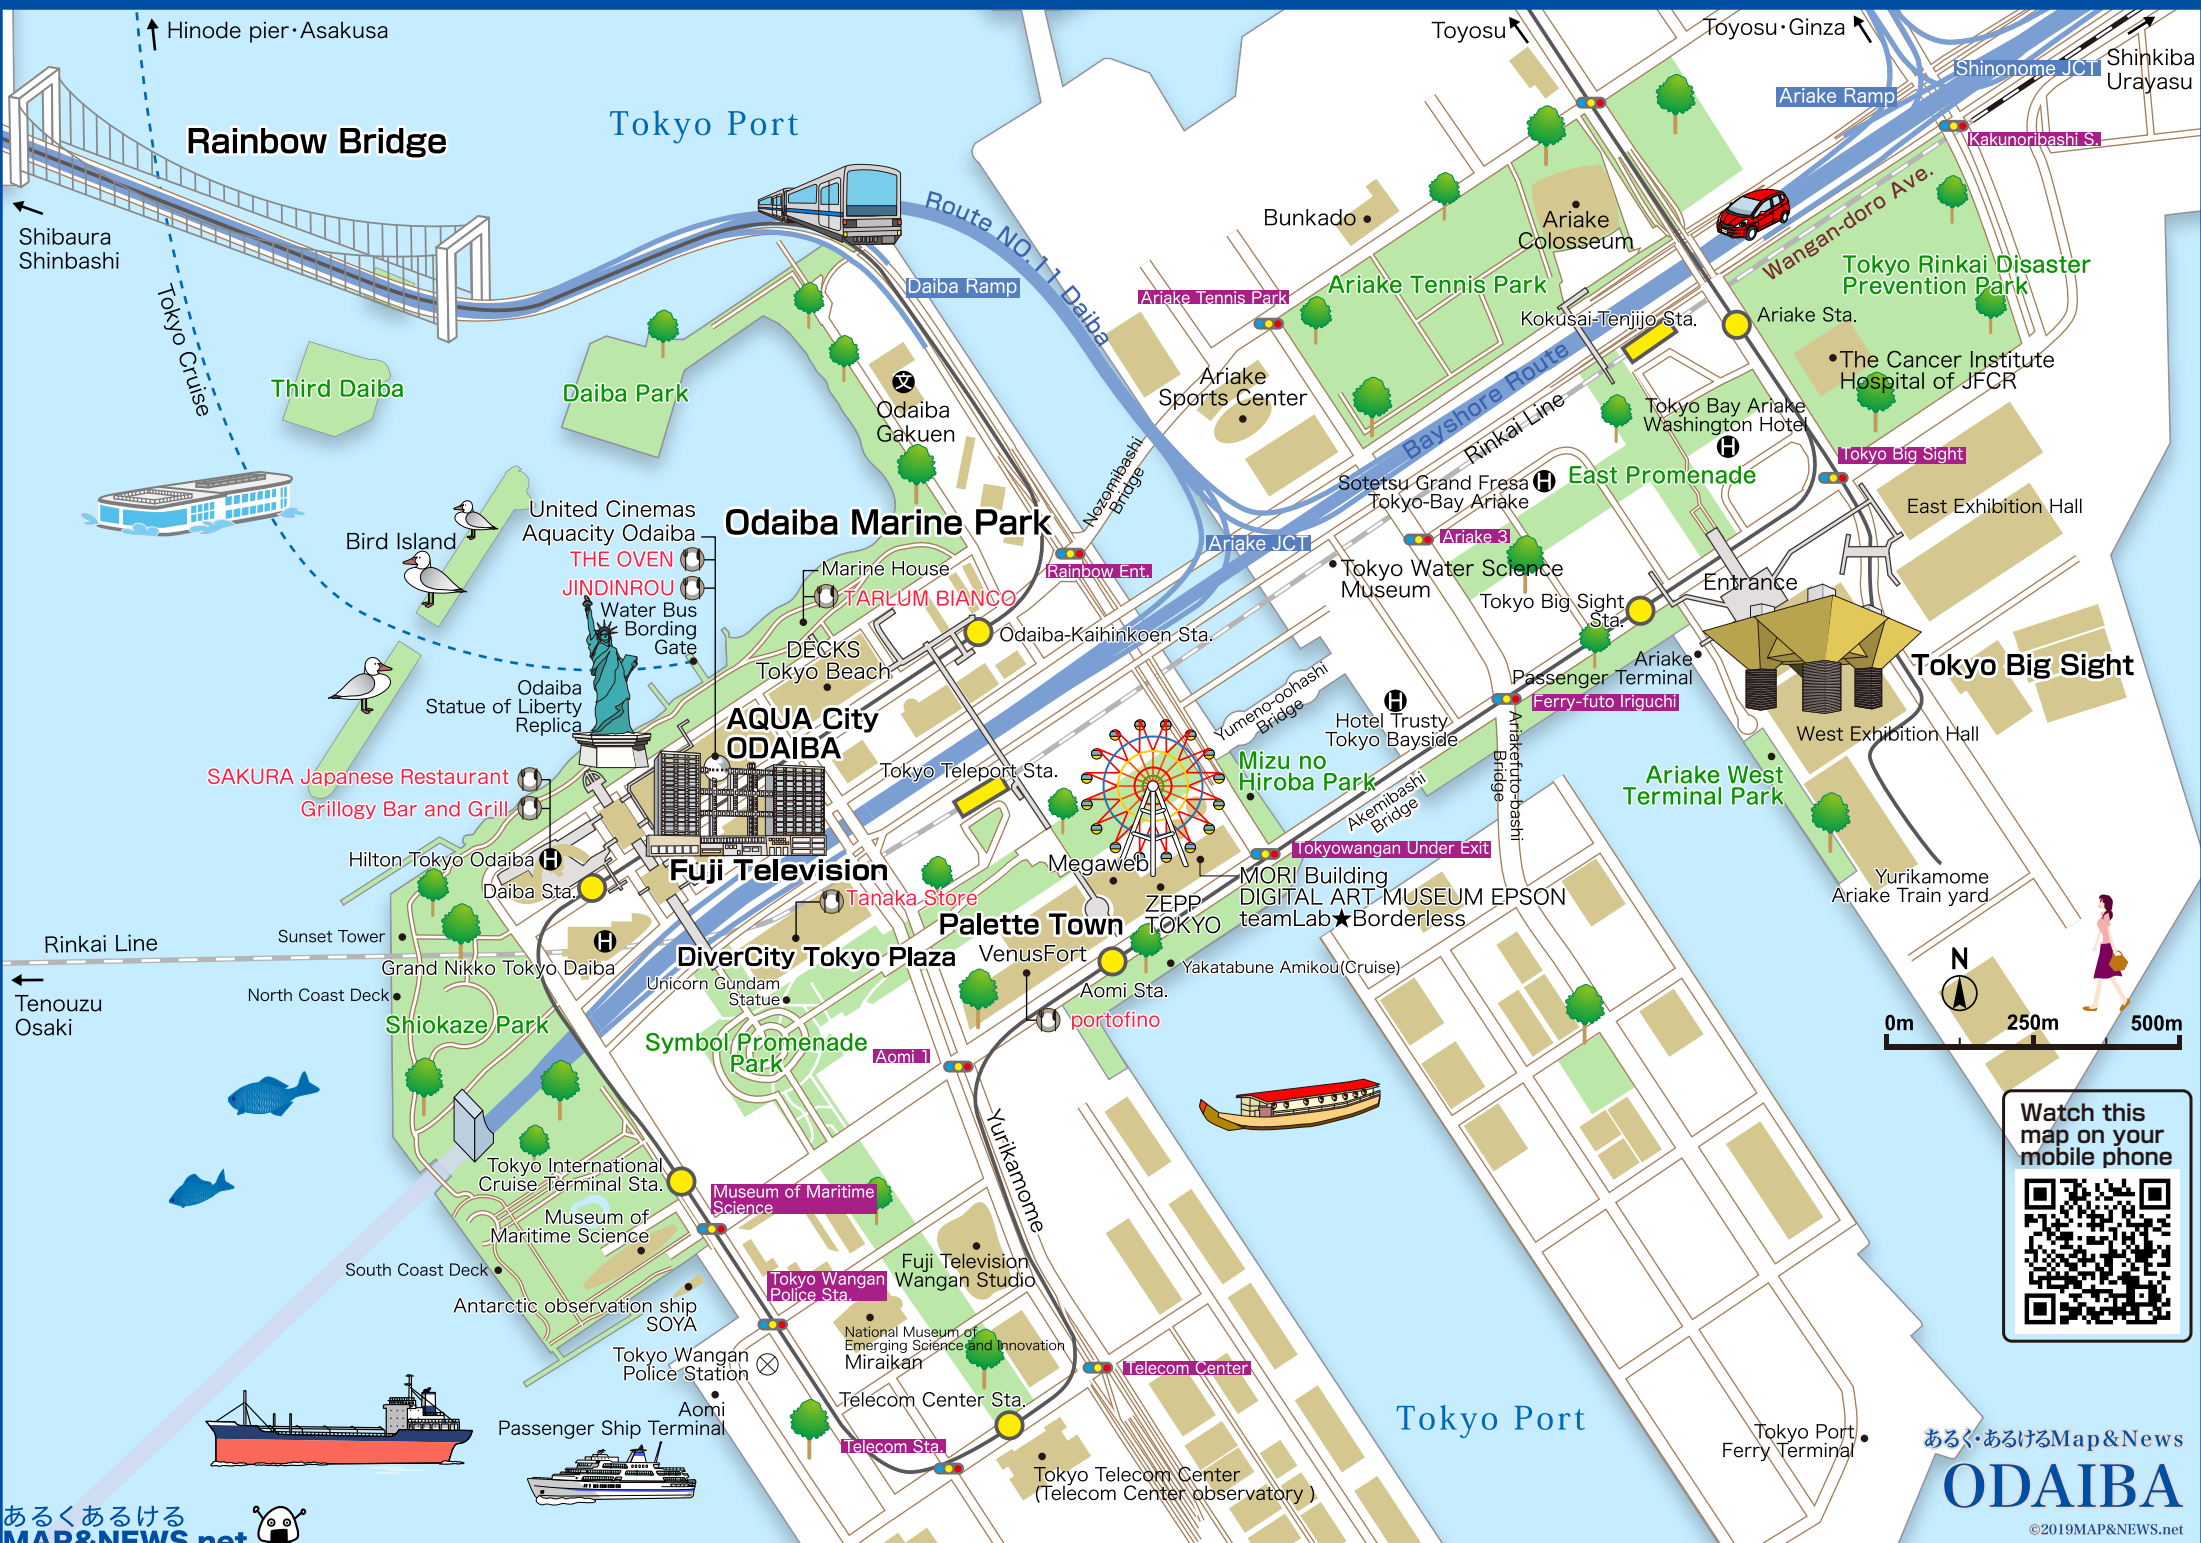 Hinode pier・Asakusa
Toyosu
Toyosu・Ginza
Shinkiba
Urayasu
Shinonome JCT
Ariake Ramp
Kakunoribashi S.
Tokyo Port
Rainbow Bridge
Shibaura
Shinbashi
Tokyo Cruise
Route NO.11 Daiba
Daiba Ramp
Bunkado
Ariake
Colosseum
Wangan-doro Ave.
Tokyo Rinkai Disaster
Prevention Park
Ariake Tennis Park
Ariake Tennis Park
Kokusai-Tenjijo Sta.
Ariake Sta.
The Cancer Institute
Hospital of JFCR
Third Daiba
Daiba Park
文
Odaiba
Gakuen
Ariake
Sports Center
Bayshore Route
Rinkai Line
Tokyo Bay Ariake
Washington Hotel
H
Tokyo Big Sight
Nozomibashi
Bridge
Sotetsu Grand Fresa
Tokyo-Bay Ariake
H
East Promenade
East Exhibition Hall
Bird Island
United Cinemas
Aquacity Odaiba
THE OVEN
JINDINROU
Water Bus
Bording
Gate
Odaiba Marine Park
Marine House
TARLUM BIANCO
Rainbow Ent.
Ariake JCT
Ariake 3
Tokyo Water Science
Museum
Tokyo Big Sight
Sta.
Entrance
Odaiba-Kaihinkoen Sta.
DECKS
Tokyo Beach
Odaiba
Statue of Liberty
Replica
Ariake
Passenger Terminal
Tokyo Big Sight
Ferry-futo Iriguchi
Yumeno-oohashi
Bridge
H
Hotel Trusty
Tokyo Bayside
Ariakefuto-bashi
Bridge
West Exhibition Hall
AQUA City
ODAIBA
Tokyo Teleport Sta.
Mizu no
Hiroba Park
Ariake West
Terminal Park
SAKURA Japanese Restaurant
Grillogy Bar and Grill
Akemibashi
Bridge
Tokyowangan Under Exit
Hilton Tokyo Odaiba
H
Daiba Sta.
Fuji Television
Tanaka Store
Megaweb
ZEPP
TOKYO
MORI Building
DIGITAL ART MUSEUM EPSON
teamLab★Borderless
Yurikamome
Ariake Train yard
Palette Town
VenusFort
Sunset Tower
Rinkai Line
Tenouzu
Osaki
H
Grand Nikko Tokyo Daiba
DiverCity Tokyo Plaza
Unicorn Gundam
Statue
Yakatabune Amikou(Cruise)
Aomi Sta.
portofino
North Coast Deck
Shiokaze Park
Symbol Promenade
Park
Aomi 1
N
0m
250m
500m
Yurikamome
Watch this
map on your
mobile phone
Tokyo International
Cruise Terminal Sta.
Museum of Maritime
Science
Museum of
Maritime Science
South Coast Deck
Fuji Television
Wangan Studio
Tokyo Wangan
Police Sta.
Antarctic observation ship
SOYA
National Museum of
Emerging Science and Innovation
Miraikan
Tokyo Wangan
Police Station
Telecom Center
Telecom Center Sta.
Aomi
Passenger Ship Terminal
Telecom Sta.
Tokyo Telecom Center
(Telecom Center observatory )
Tokyo Port
Tokyo Port
Ferry Terminal
あるく・あるけるMap&News
ODAIBA
©2019MAP&NEWS.net
あるくあるける
MAP&NEWS.net